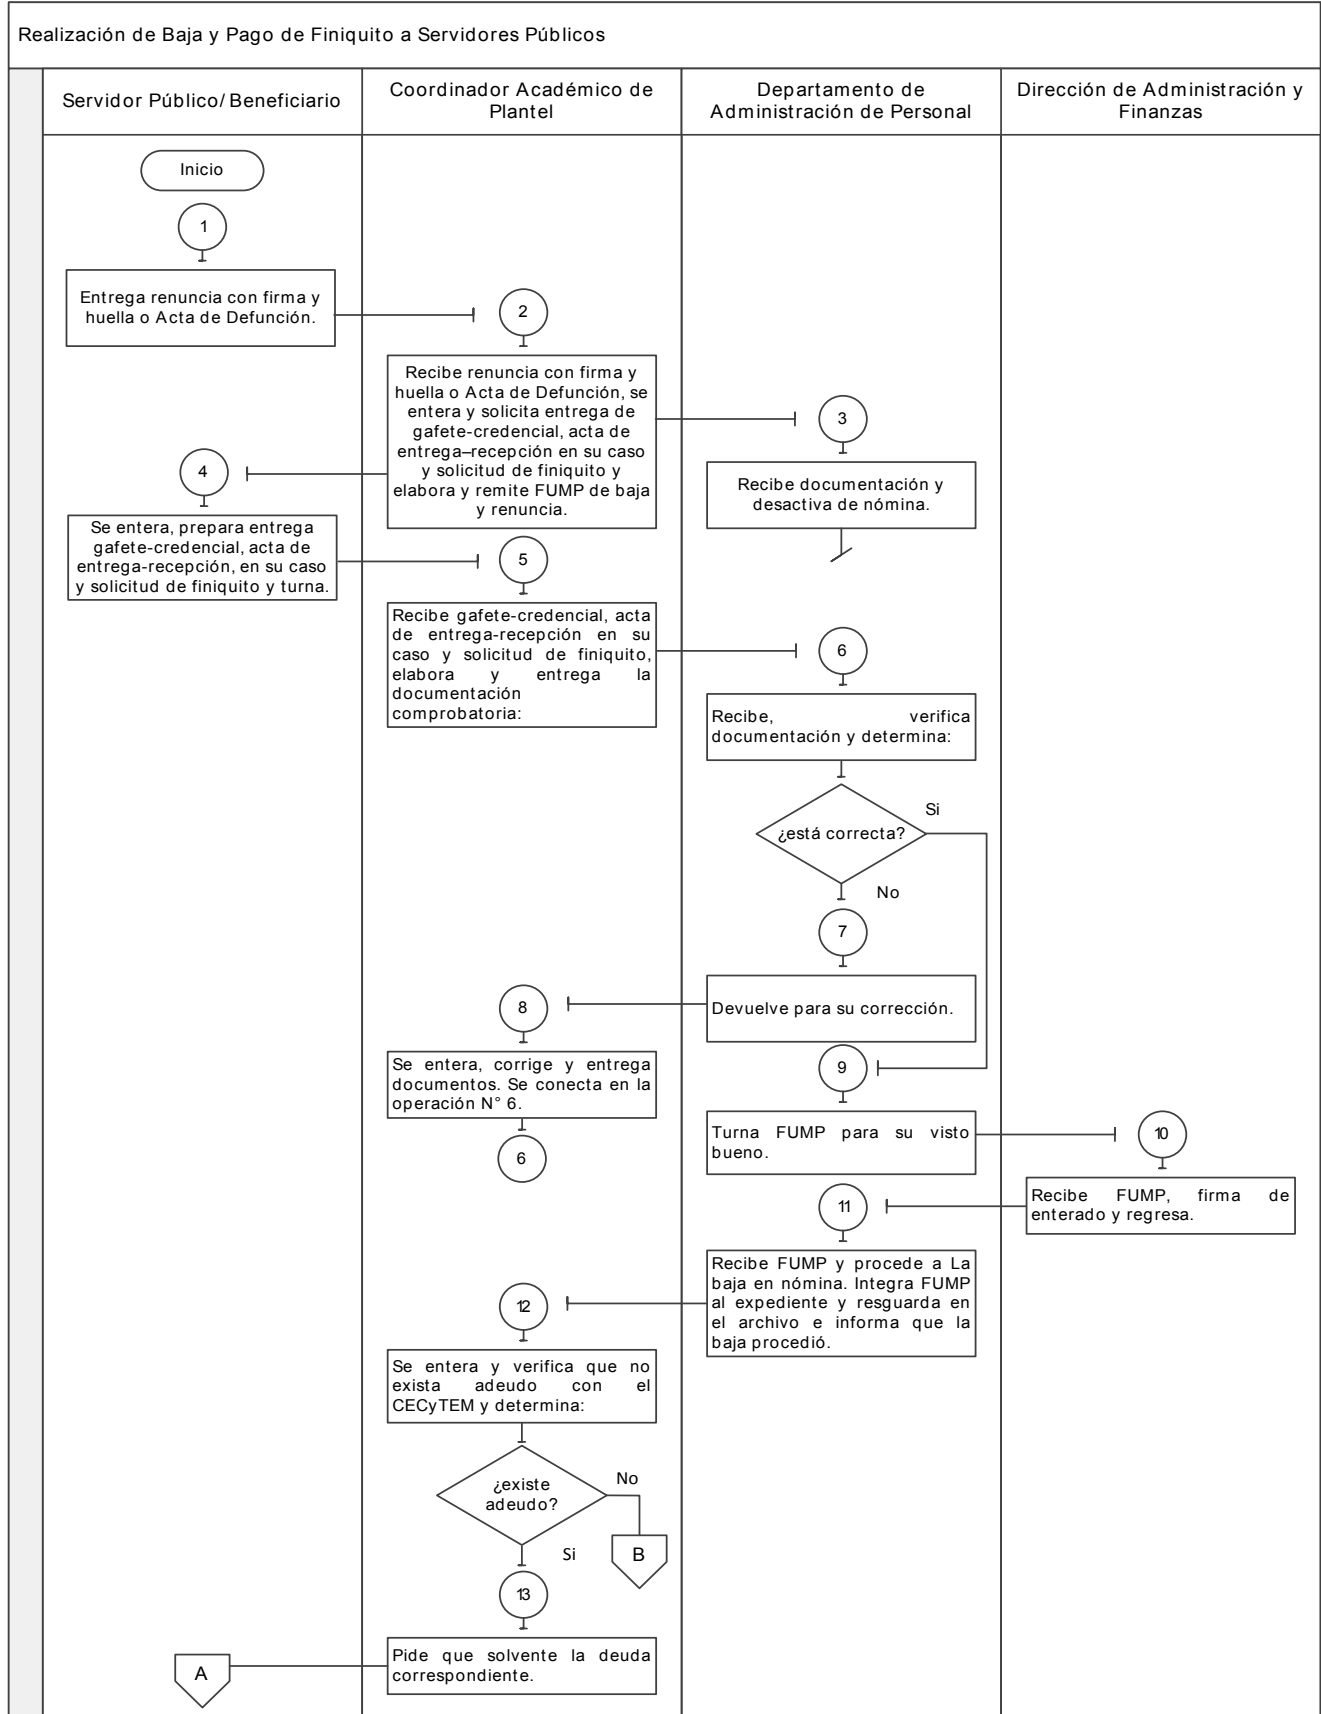 Realización de Baja y Pago de Finiquito a Servidores Públicos
Servidor Público/ Beneficiario
Coordinador Académico de
Plantel
Departamento de
Administración de Personal
Dirección de Administración y
Finanzas
Inicio
1
Entrega renuncia con firma y
huella o Acta de Defunción.
2
Recibe renuncia con firma y
huella o Acta de Defunción, se
entera y solicita entrega de
gafete-credencial, acta de
entrega–recepción en su caso
y solicitud de finiquito y
elabora y remite FUMP de baja
y renuncia.
3
Recibe documentación y
desactiva de nómina.
4
Se entera, prepara entrega
gafete-credencial, acta de
entrega-recepción, en su caso
y solicitud de finiquito y turna.
5
Recibe gafete-credencial, acta
de entrega-recepción en su
caso y solicitud de finiquito,
elabora y entrega la
documentación
comprobatoria:
6
Recibe, verifica
documentación y determina:
¿está correcta?
Si
No
7
Devuelve para su corrección.
8
Se entera, corrige y entrega
documentos. Se conecta en la
operación N° 6.
6
9
Turna FUMP para su visto
bueno.
10
Recibe FUMP, firma de
enterado y regresa.
11
Recibe FUMP y procede a La
baja en nómina. Integra FUMP
al expediente y resguarda en
el archivo e informa que la
baja procedió.
12
Se entera y verifica que no
exista adeudo con el
CECyTEM y determina:
¿existe
adeudo?
No
B
Si
13
Pide que solvente la deuda
correspondiente.
A